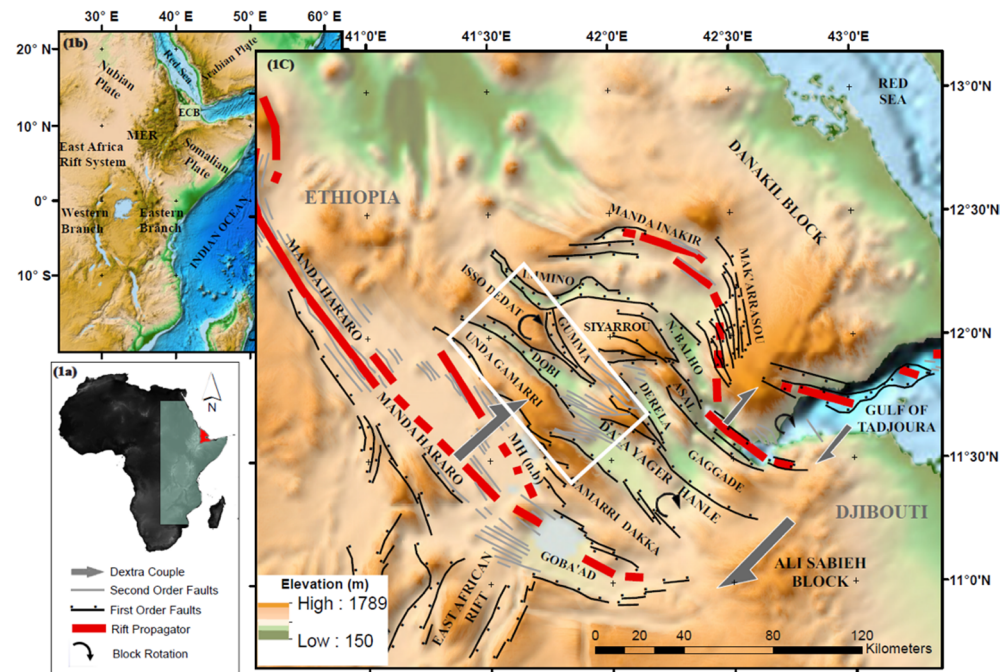 30° E
40° E
50° E
60° E
41°0'E
41°30'E
42°0'E
42°30'E
43°0'E
20° N
10° N
0°
10° S
(1b)
Nubian
Plate
Red Sea
Arabian Plate
ECB
MER
East Africa
Rift System
Somalian
Plate
Western
Branch
Eastern
Branch
INDIAN OCEAN
(1C)
RED
SEA
13°0'N
12°30'N
12°0'N
11°30'N
11°0'N
ETHIOPIA
DANAKIL BLOCK
MANDA INAKIR
MAK'ARRASOU
MANDA HARARO
ISSO DEDAT
IMMINO
GUMMA
SIYARROU
N.BALHO
UNDA GAMARRI
DOBI
DERELA
ASAL
GULF OF
TADJOURA
MANDA HARARO
MH (n.b)
DAT
YAGER
GAGGADE
HANLE
GAMARRI
DAKKA
DJIBOUTI
GOBA'AD
ALI SABIEH
BLOCK
EAST AFRICAN
RIFT
(1a)
N
Dextra Couple
Second Order Faults
First Order Faults
Rift Propagator
Block Rotation
Elevation (m)
High : 1789
Low : 150
0 20 40 80 120
Kilometers